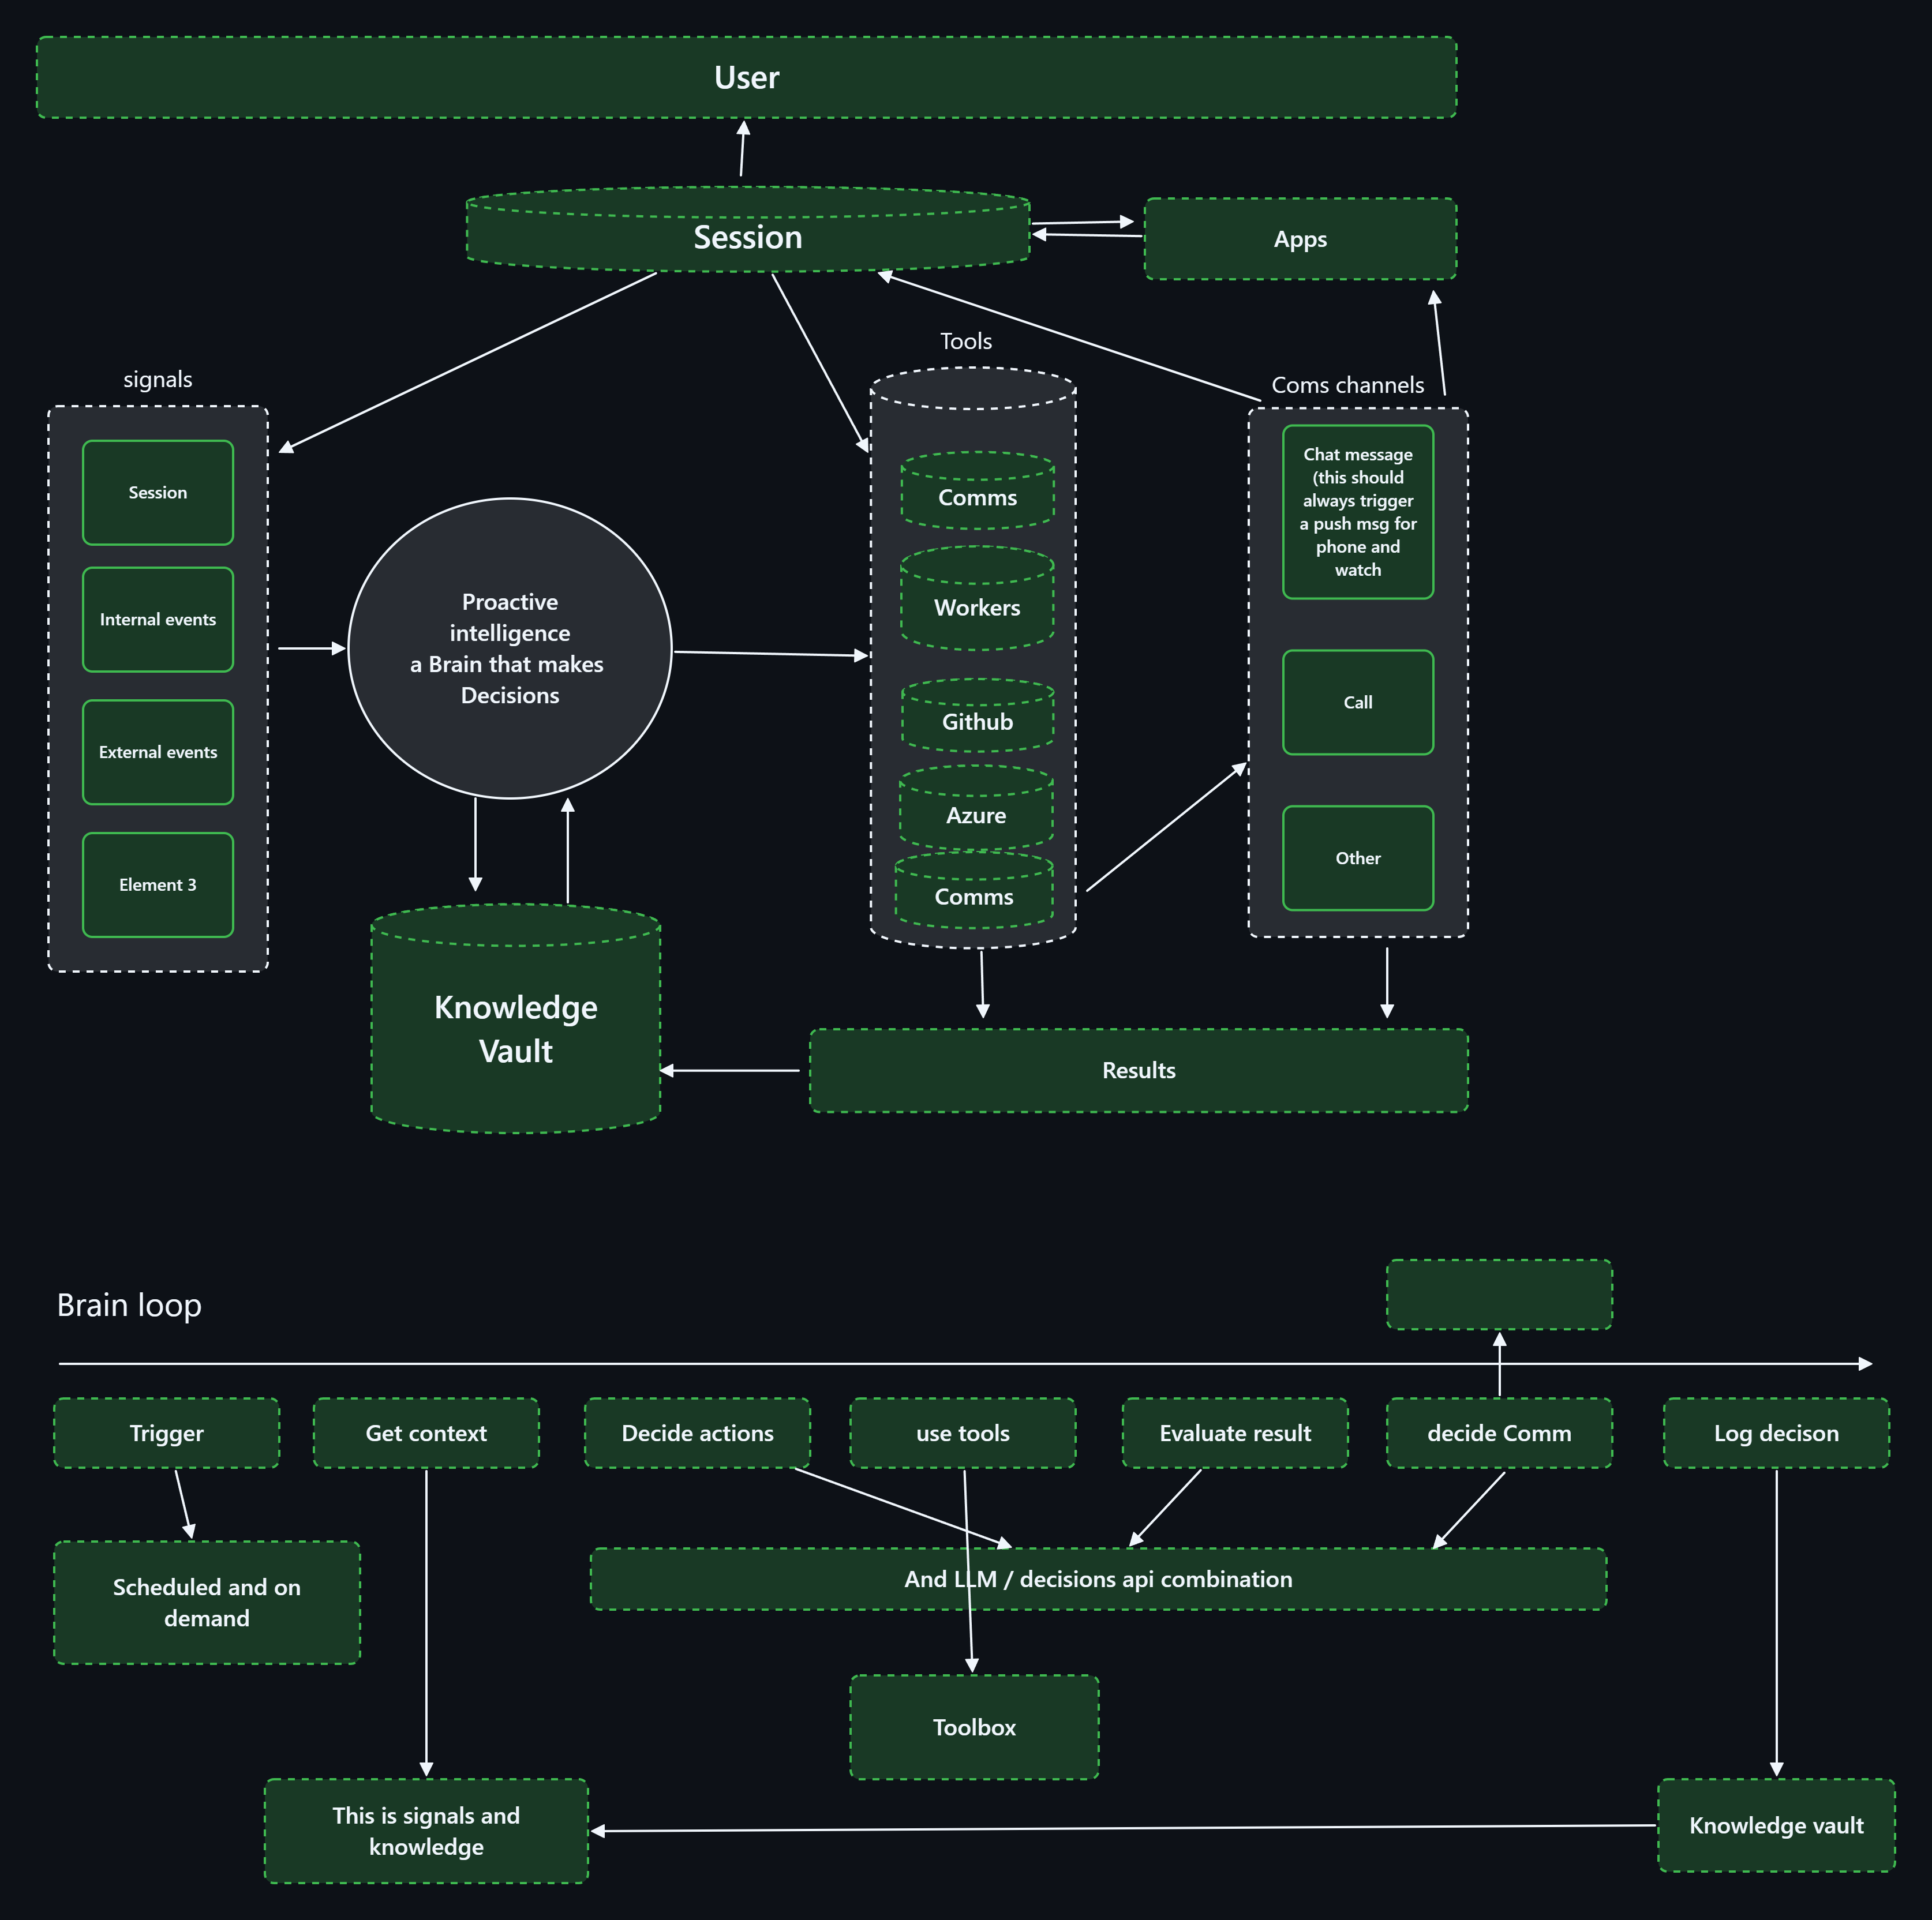 User
Session
Apps
Tools
signals
Coms channels
Session
Internal events
External events
Element 3
Proactive
intelligence
a Brain that makes
Decisions
Comms
Workers
Github
Azure
Comms
Chat message
(this should
always trigger
a push msg for
phone and
watch
Call
Other
Knowledge
Vault
Results
Brain loop
Trigger
Get context
Decide actions
use tools
Evaluate result
decide Comm
Log decison
Scheduled and on
demand
And LLM / decisions api combination
Toolbox
This is signals and
knowledge
Knowledge vault